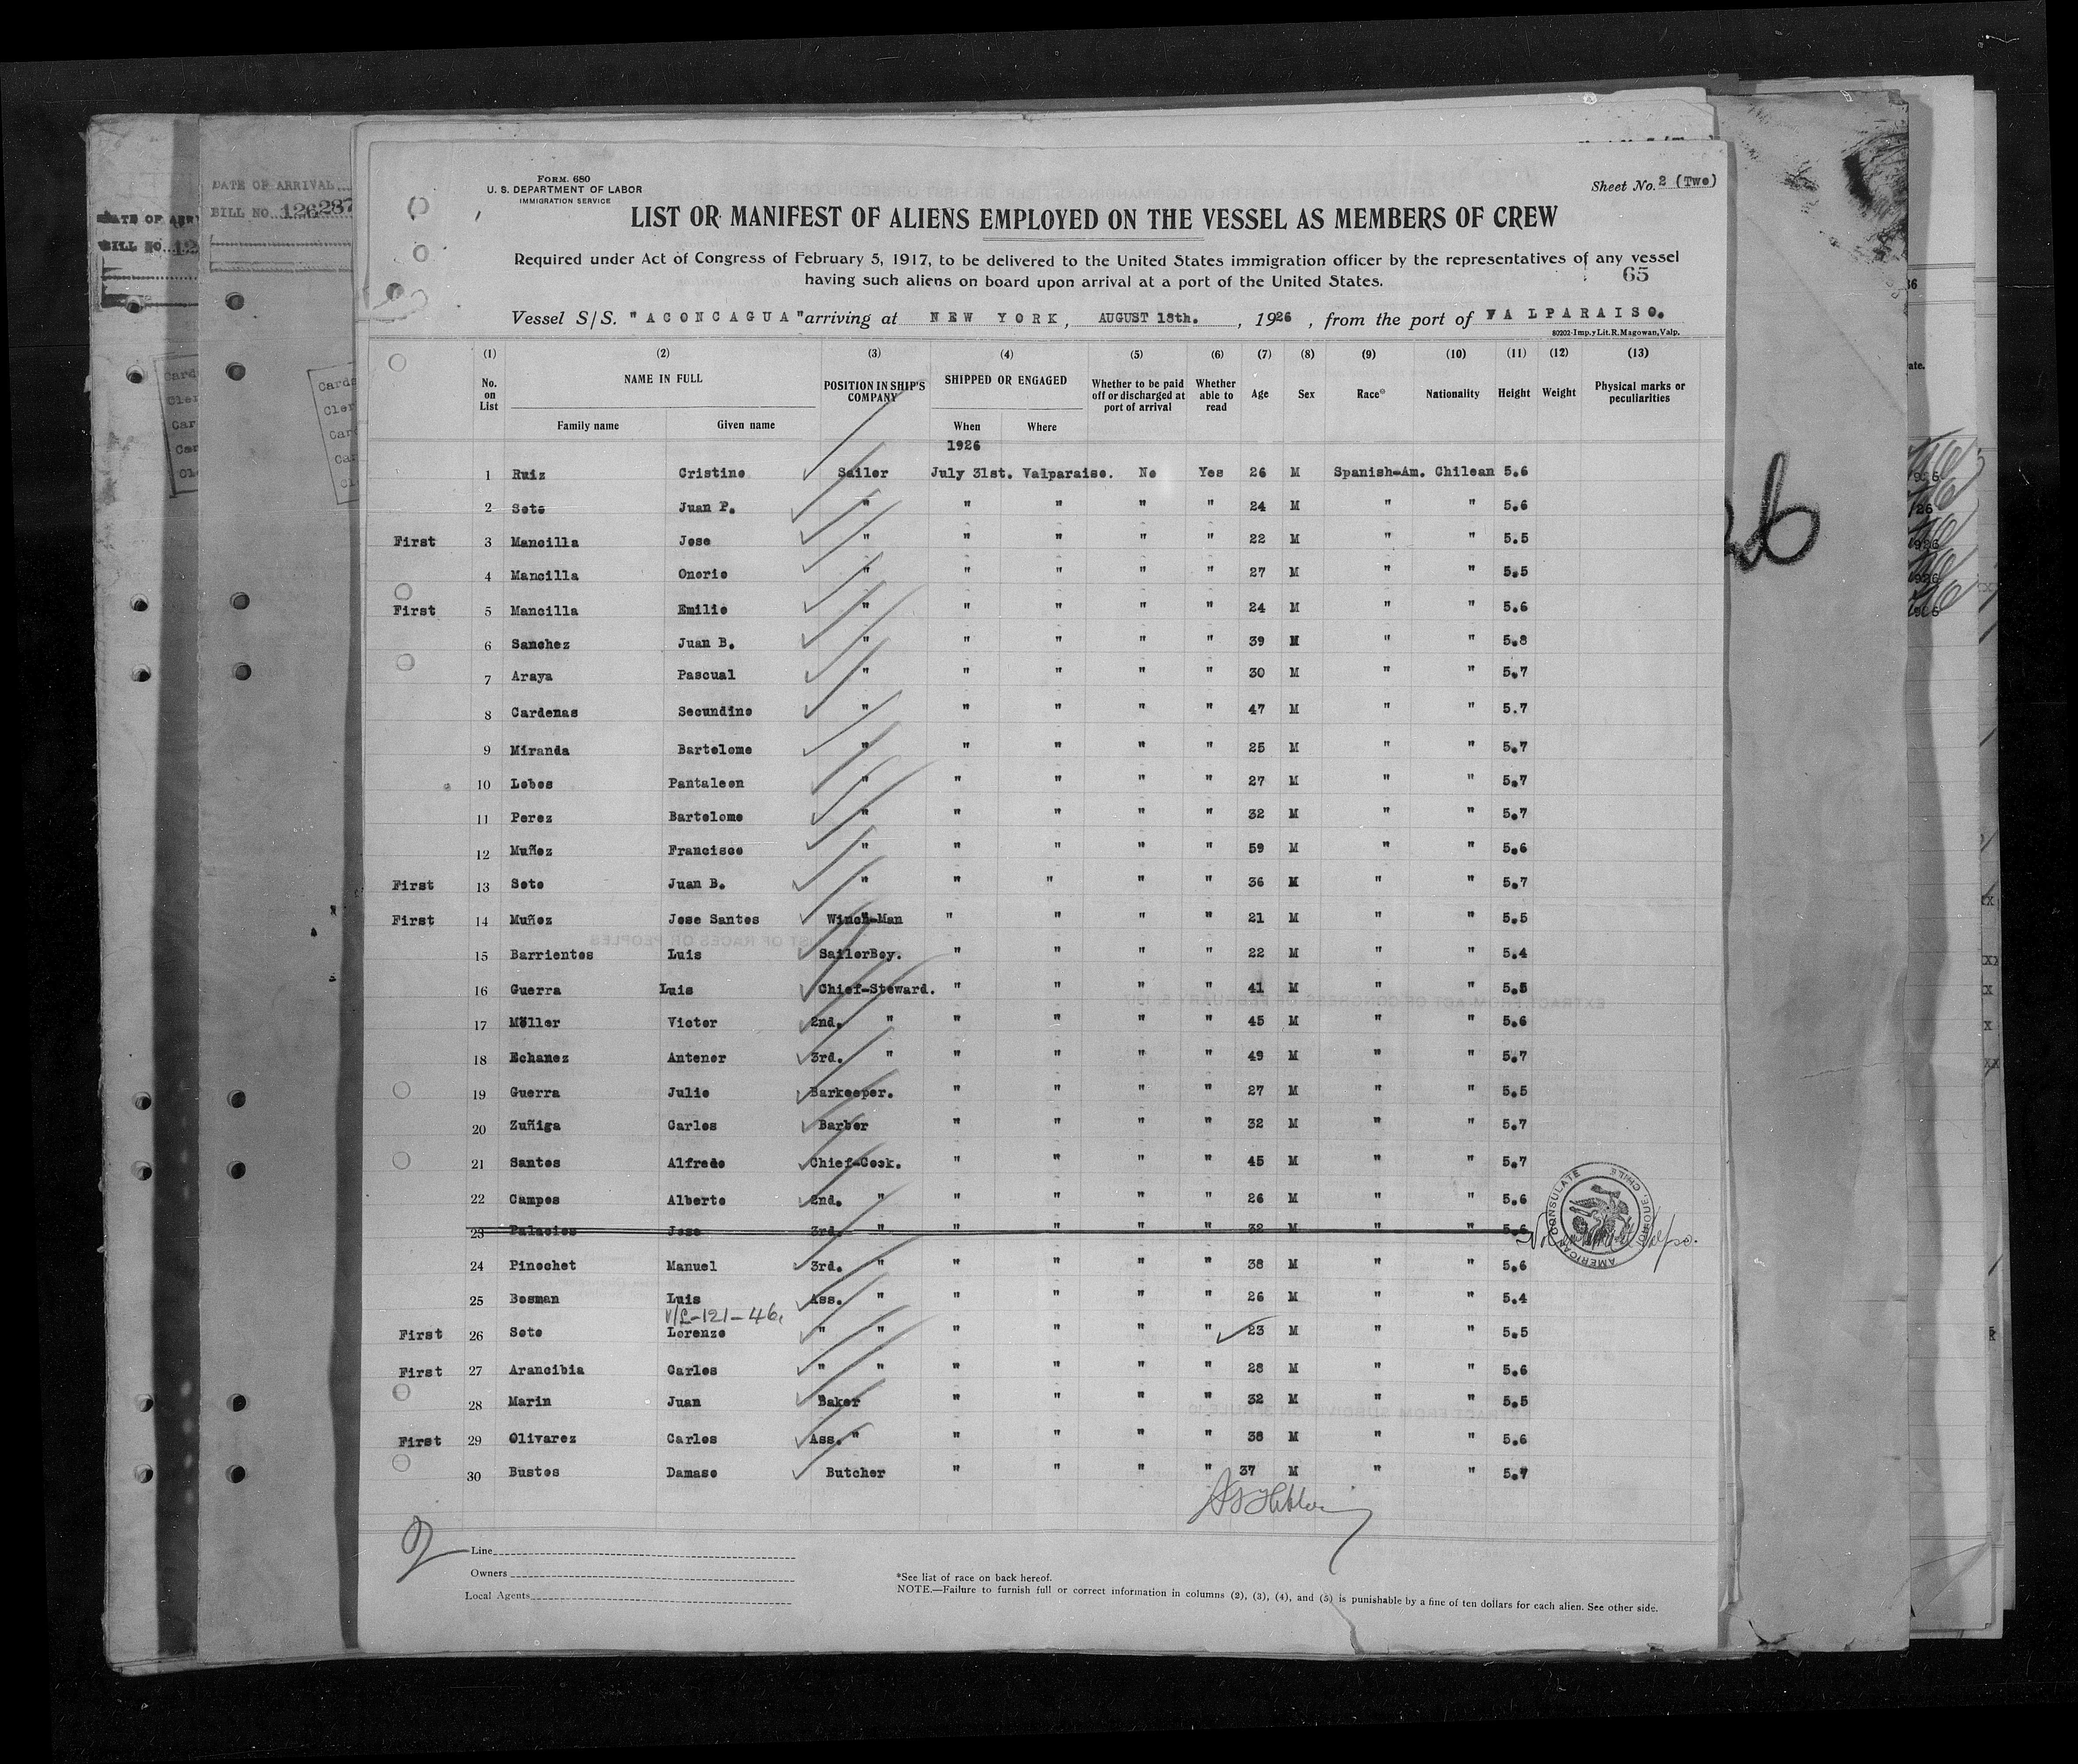 DATE OF ARRIVAL
BILL NO. 126287
FORM. 680
U. S. DEPARTMENT OF LABOR
IMMIGRATION SERVICE
Sheet No. 2 (Two)
LIST OR MANIFEST OF ALIENS EMPLOYED ON THE VESSEL AS MEMBERS OF CREW
Required under Act of Congress of February 5, 1917, to be delivered to the United States immigration officer by the representatives of any vessel
having such aliens on board upon arrival at a port of the United States.
65
Vessel S/S. "ACONCAGUA" arriving at NEW YORK, AUGUST 18th., 1926, from the port of VALPARAISO.
80202-Imp.y Lit.R.Magowan,Valp.
(1) (2) (3) (4) (5) (6) (7) (8) (9) (10) (11) (12) (13)
No. on List NAME IN FULL POSITION IN SHIP'S COMPANY SHIPPED OR ENGAGED Whether to be paid off or discharged at port of arrival Whether able to read Age Sex Race* Nationality Height Weight Physical marks or peculiarities
Family name Given name When Where
1926
1 Ruiz Cristino Sailor July 31st. Valparaiso. No Yes 26 M Spanish-Am. Chilean 5.6
2 Soto Juan P. " " " " " 24 M " " 5.6
First 3 Mancilla Jose " " " " " 22 M " " 5.5
4 Mancilla Onorio " " " " " 27 M " " 5.5
First 5 Mancilla Emilio " " " " " 24 M " " 5.6
6 Sanchez Juan B. " " " " " 39 M " " 5.8
7 Araya Pascual " " " " " 30 M " " 5.7
8 Cardenas Secundino " " " " " 47 M " " 5.7
9 Miranda Bartolome " " " " " 25 M " " 5.7
10 Lobos Pantaleon " " " " " 27 M " " 5.7
11 Perez Bartolome " " " " " 32 M " " 5.7
12 Muñoz Francisco " " " " " 59 M " " 5.6
First 13 Soto Juan B. " " " " " 36 M " " 5.7
First 14 Muñoz Jose Santos Winch-Man " " " " 21 M " " 5.5
15 Barrientos Luis SailorBoy. " " " " 22 M " " 5.4
16 Guerra Luis Chief-Steward. " " " " 41 M " " 5.5
17 Möller Victor 2nd. " " " " " 45 M " " 5.6
18 Echanez Antenor 3rd. " " " " " 49 M " " 5.7
19 Guerra Julio Barkeeper. " " " " 27 M " " 5.5
20 Zuñiga Carlos Barber " " " " 32 M " " 5.7
21 Santos Alfredo Chief-Cook. " " " " 45 M " " 5.7
22 Campos Alberto 2nd. " " " " " 26 M " " 5.6
23 Palacios Jose 3rd. " " " " " 32 M " " 5.6
AMERICAN CONSULATE
CHILE
24 Pinochet Manuel 3rd. " " " " " 38 M " " 5.6
25 Bosman Luis Ass. " " " " " 26 M " " 5.4
V/L-121-46.
First 26 Soto Lorenzo " " " " " " 23 M " " 5.5
First 27 Arancibia Carlos " " " " " " 28 M " " 5.6
28 Marin Juan Baker " " " " 32 M " " 5.5
First 29 Olivarez Carlos Ass. " " " " " 38 M " " 5.6
30 Bustos Damaso Butcher " " " " 37 M " " 5.7
Line
Owners
Local Agents
*See list of race on back hereof.
NOTE.—Failure to furnish full or correct information in columns (2), (3), (4), and (5) is punishable by a fine of ten dollars for each alien. See other side.